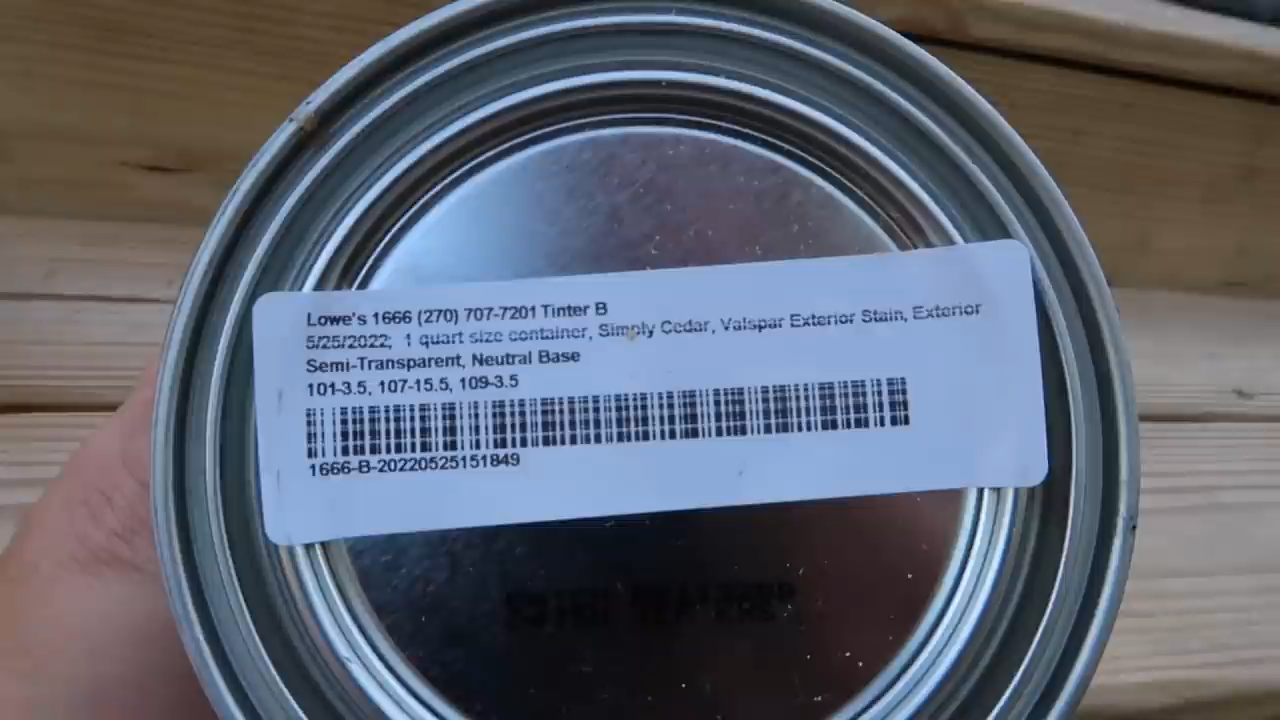 Lowe's 1666 (270) 707-7201 Tinter B
5/25/2022; 1 quart size container, Simply Cedar, Valspar Exterior Stain, Exterior
Semi-Transparent, Neutral Base
101-3.5, 107-15.5, 109-3.5
1666-B-20220525151849